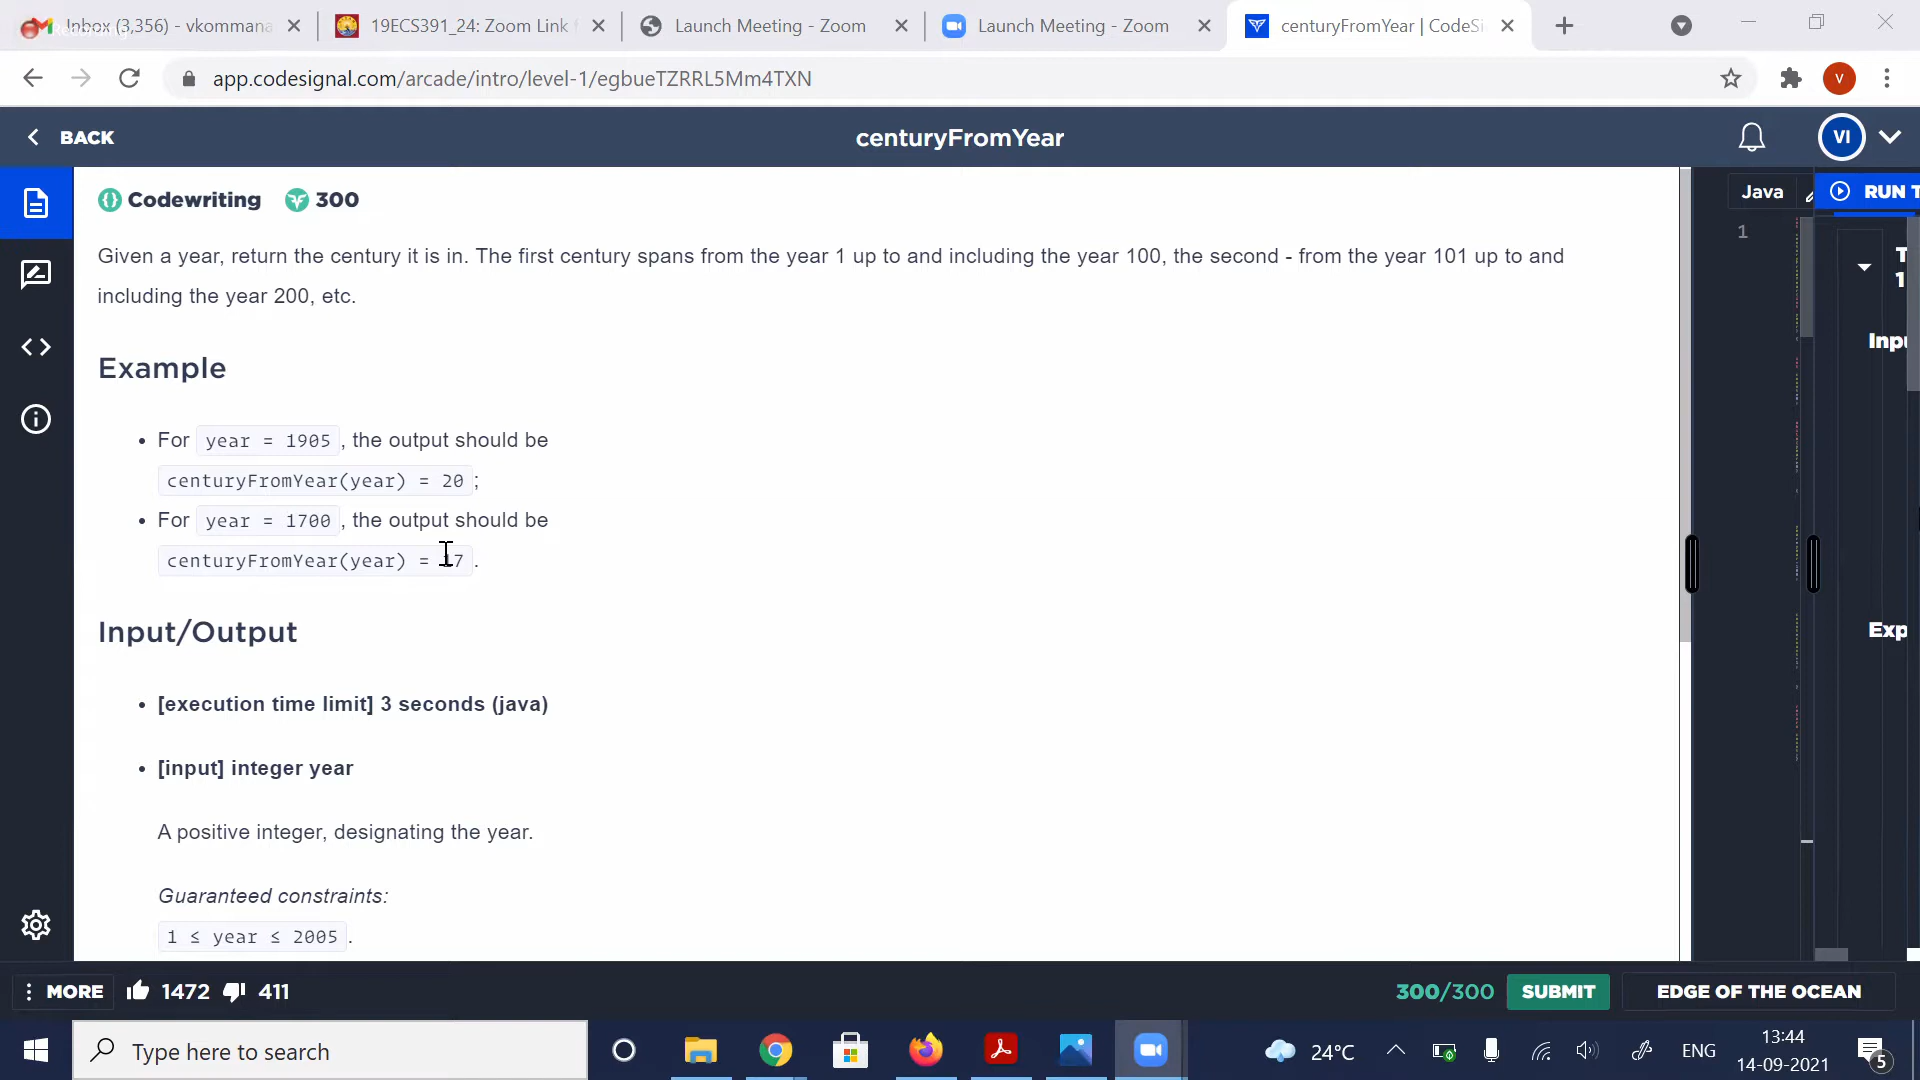 Inbox (3,356) - vkommana
19ECS391_24: Zoom Link
Launch Meeting - Zoom
Launch Meeting - Zoom
centuryFromYear | CodeSi
app.codesignal.com/arcade/intro/level-1/egbueTZRRL5Mm4TXN
V
BACK
centuryFromYear
VI
Codewriting 300
Java
RUN T
Given a year, return the century it is in. The first century spans from the year 1 up to and including the year 100, the second - from the year 101 up to and
including the year 200, etc.
1
T
1
Inpu
Exp
Example
• For year = 1905, the output should be
centuryFromYear(year) = 20;
• For year = 1700, the output should be
centuryFromYear(year) = 17.
Input/Output
• [execution time limit] 3 seconds (java)
• [input] integer year
A positive integer, designating the year.
Guaranteed constraints:
1 ≤ year ≤ 2005.
MORE 1472 411
300/300 SUBMIT EDGE OF THE OCEAN
Type here to search
24°C
ENG
13:44
14-09-2021
5